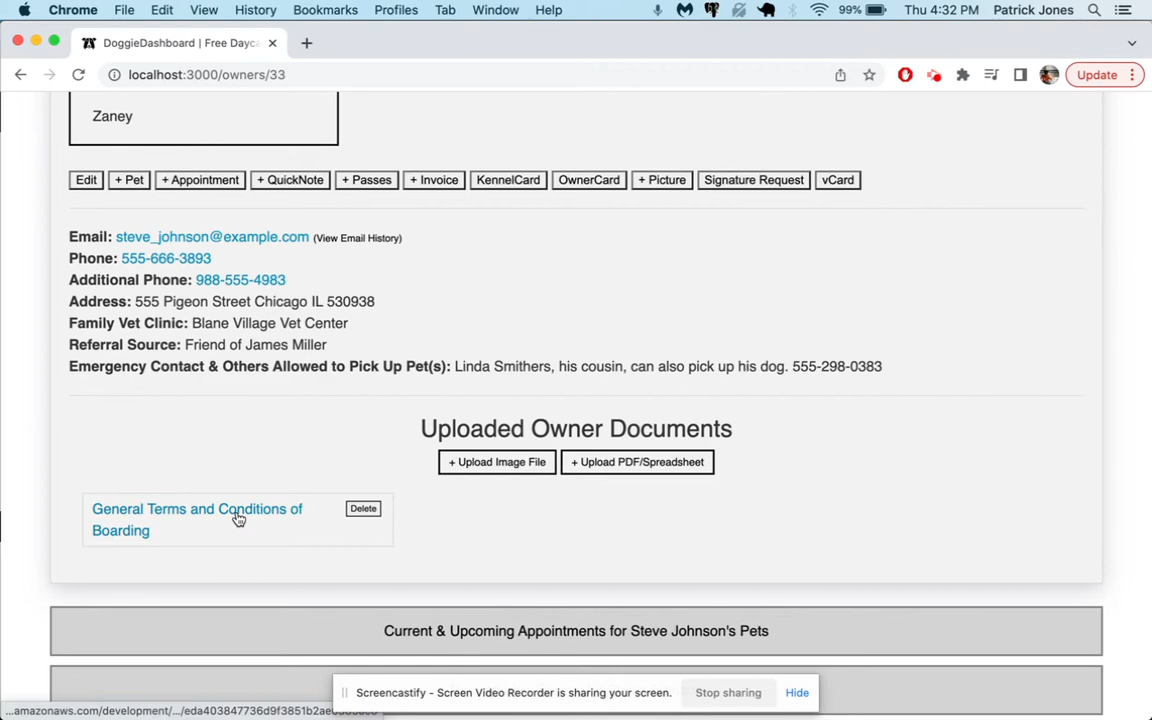 Chrome File Edit View History Bookmarks Profiles Tab Window Help 99% Thu 4:32 PM Patrick Jones
DoggieDashboard | Free Dayca
localhost:3000/owners/33 Update
Zaney
Edit + Pet + Appointment + QuickNote + Passes + Invoice KennelCard OwnerCard + Picture Signature Request vCard
Email: steve_johnson@example.com (View Email History)
Phone: 555-666-3893
Additional Phone: 988-555-4983
Address: 555 Pigeon Street Chicago IL 530938
Family Vet Clinic: Blane Village Vet Center
Referral Source: Friend of James Miller
Emergency Contact & Others Allowed to Pick Up Pet(s): Linda Smithers, his cousin, can also pick up his dog. 555-298-0383
Uploaded Owner Documents
+ Upload Image File + Upload PDF/Spreadsheet
General Terms and Conditions of Delete
Boarding
Current & Upcoming Appointments for Steve Johnson's Pets
Screencastify - Screen Video Recorder is sharing your screen. Stop sharing Hide